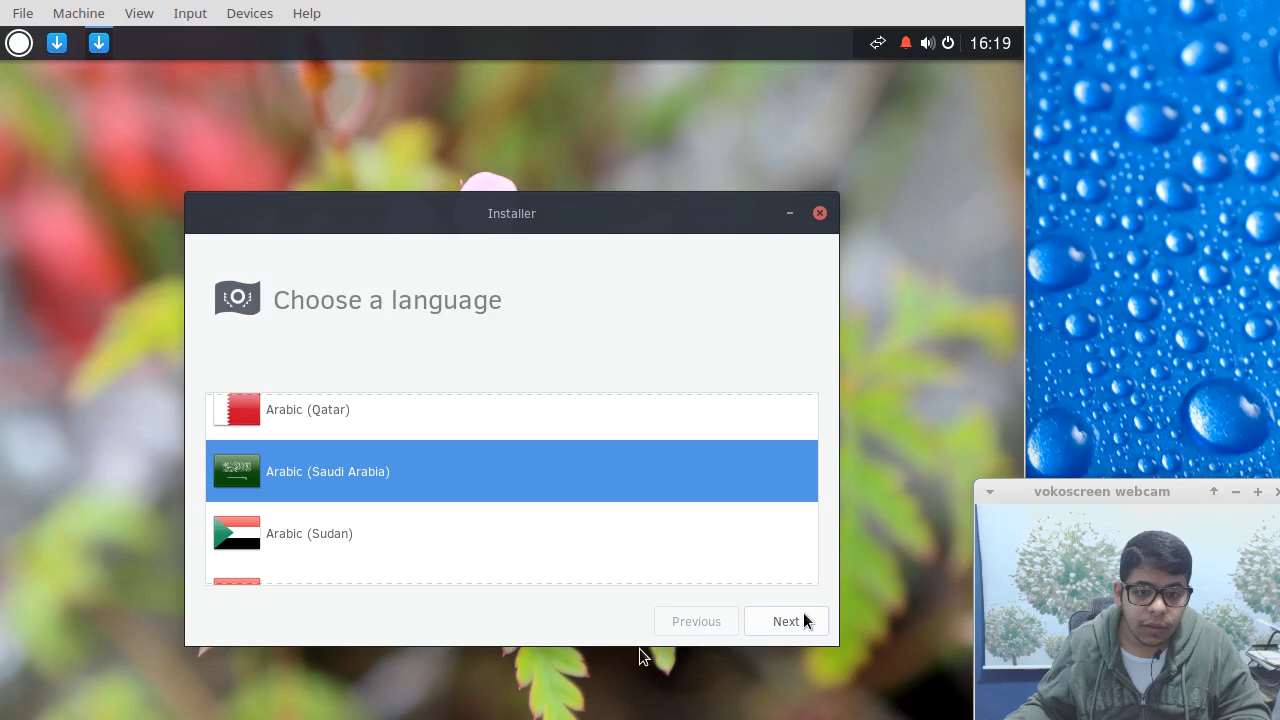 File Machine View Input Devices Help
16:19
Installer
Choose a language
Arabic (Qatar)
Arabic (Saudi Arabia)
Arabic (Sudan)
Previous Next
vokoscreen webcam